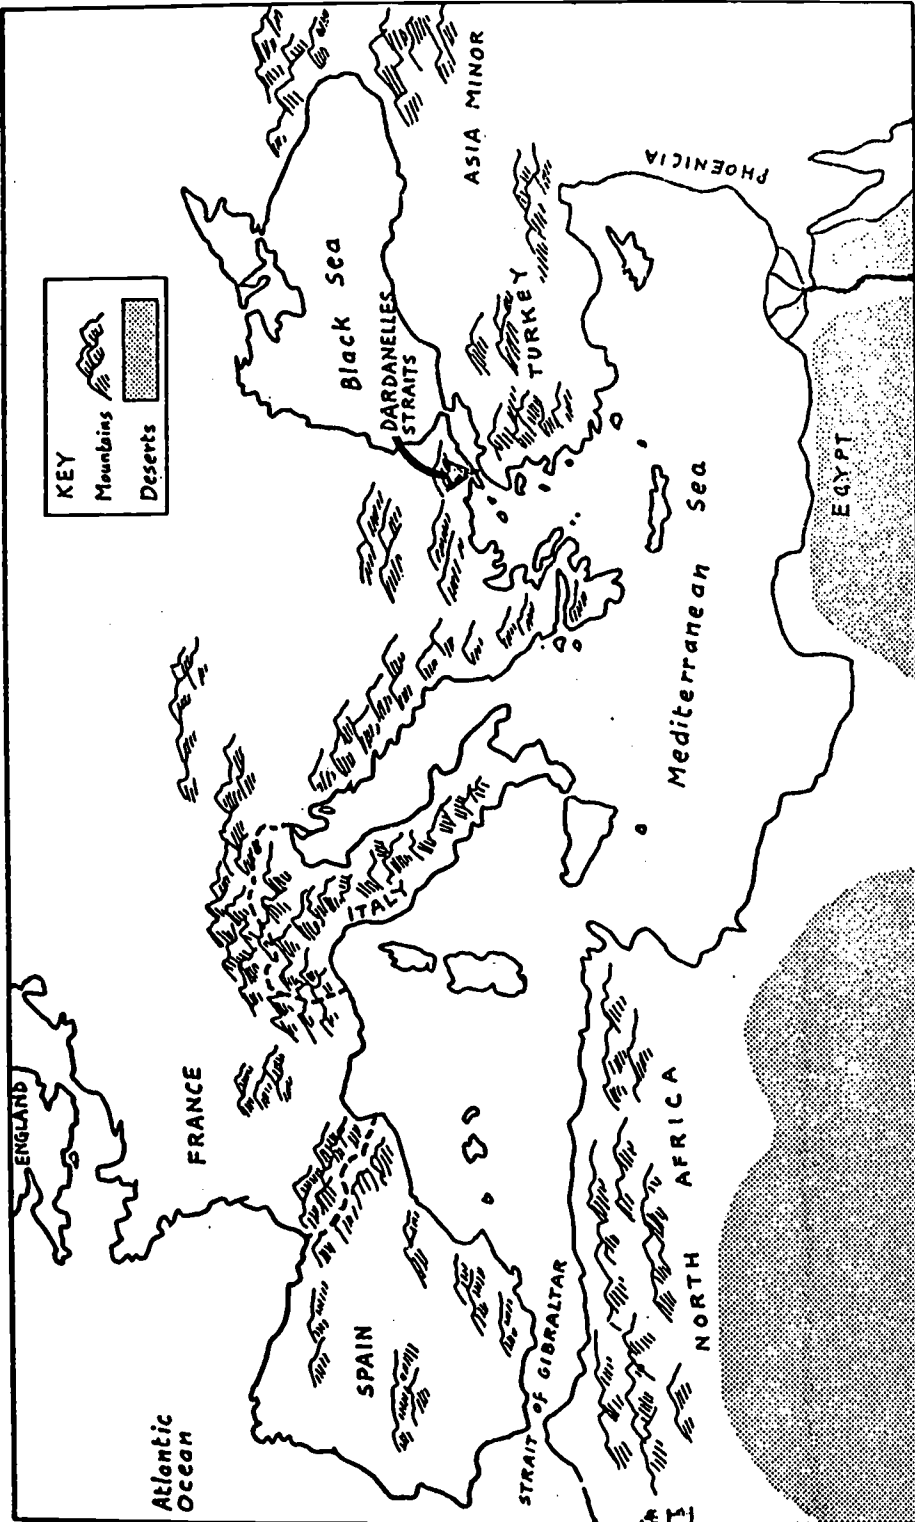 ENGLAND
Atlantic
Ocean
FRANCE
SPAIN
STRAIT of GIBRALTAR
NORTH AFRICA
ITALY
Mediterranean Sea
KEY
Mountains
Deserts
Black Sea
DARDANELLES
STRAITS
TURKEY
ASIA MINOR
PHOENICIA
EGYPT